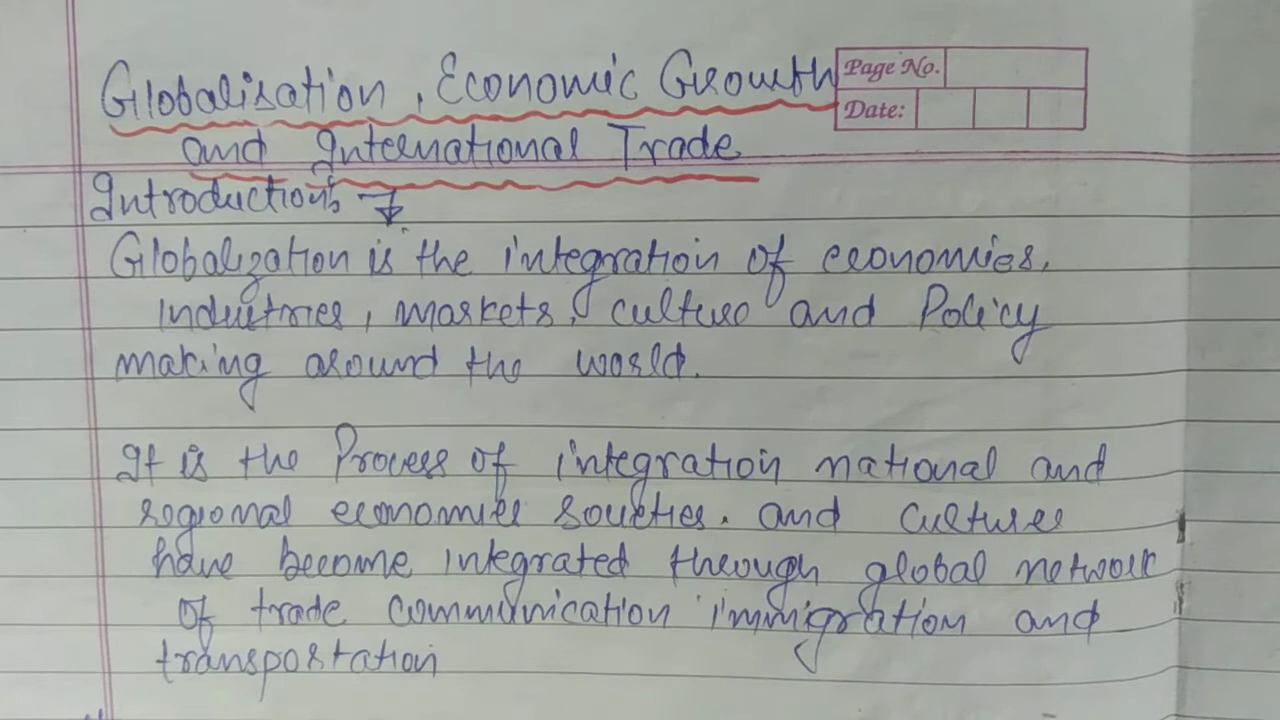 Globalisation, Economic Growth
Page No.
Date:
and International Trade
Introduction:
Globalization is the integration of economies,
industries, markets, culture and Policy
making around the world.
It is the Process of integration national and
regional economies societies. and cultures
have become integrated through global network
of trade communication immigration and
transportation